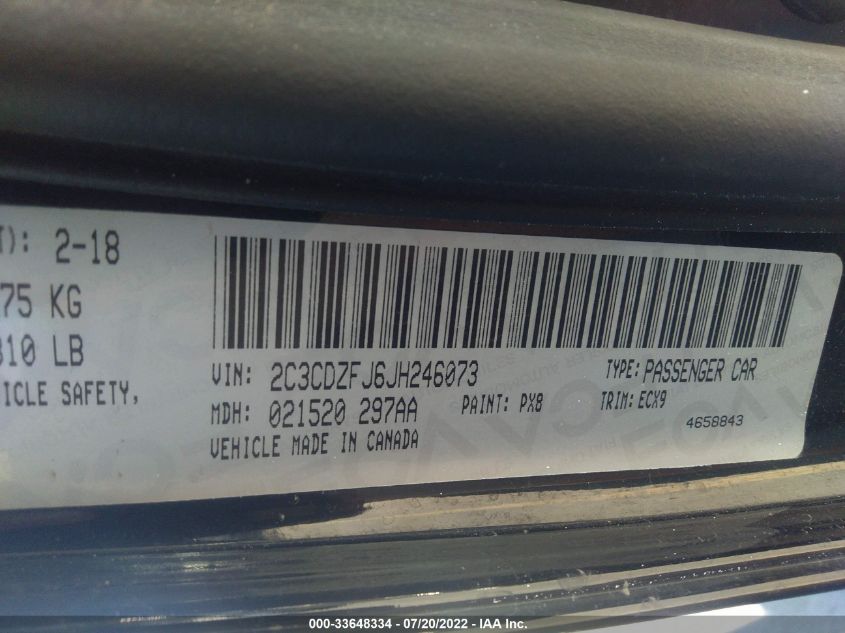 T): 2-18
75 KG
310 LB
ICLE SAFETY,
VIN: 2C3CDZFJ6JH246073
TYPE: PASSENGER CAR
MDH: 021520 297AA
PAINT: PX8
TRIM: ECX9
VEHICLE MADE IN CANADA
4658843
000-33648334 - 07/20/2022 - IAA Inc.